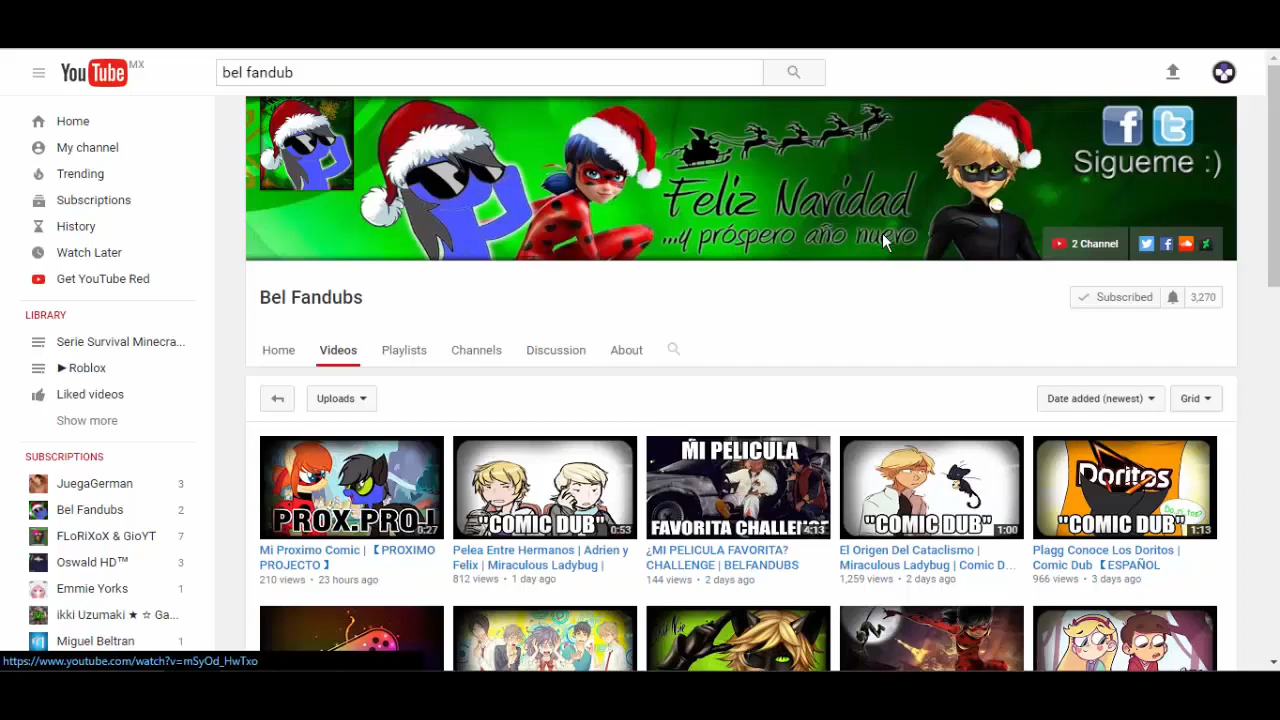 YouTube MX
bel fandub
Home
My channel
Trending
Subscriptions
History
Watch Later
Get YouTube Red
LIBRARY
Serie Survival Minecra...
►Roblox
Liked videos
Show more
SUBSCRIPTIONS
JuegaGerman 3
Bel Fandubs 2
FLoRiXoX & GioYT 7
Oswald HD™ 3
Emmie Yorks 1
ikki Uzumaki ★ ☆ Ga...
Miguel Beltran 1
https://www.youtube.com/watch?v=mSyOd_HwTxo
Feliz Navidad
...y próspero año nuevo
Sigueme :)
2 Channel
Bel Fandubs
Subscribed 3,270
Home Videos Playlists Channels Discussion About
Uploads
Date added (newest) Grid
PROX.PROJ
0:27
Mi Proximo Comic | 【PROXIMO
PROJECTO 】
210 views • 23 hours ago
"COMIC DUB"
0:53
Pelea Entre Hermanos | Adrien y
Felix | Miraculous Ladybug |
812 views • 1 day ago
MI PELICULA
FAVORITA CHALLENGE
4:13
¿MI PELICULA FAVORITA?
CHALLENGE | BELFANDUBS
144 views • 2 days ago
"COMIC DUB"
1:00
El Origen Del Cataclismo |
Miraculous Ladybug | Comic D...
1,259 views • 2 days ago
Doritos
"COMIC DUB"
1:13
Plagg Conoce Los Doritos |
Comic Dub 【ESPAÑOL
966 views • 3 days ago